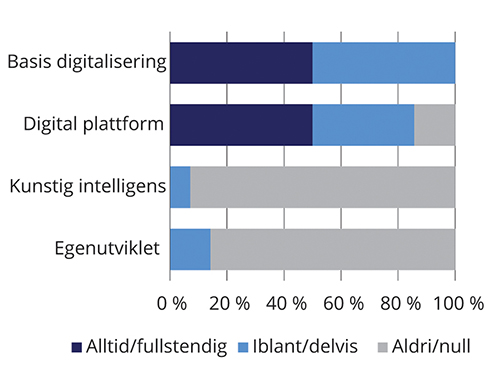 Basis digitalisering
Digital plattform
Kunstig intelligens
Egenutviklet
0 % 20 % 40 % 60 % 80 % 100 %
Alltid/fullstendig Iblant/delvis Aldri/null